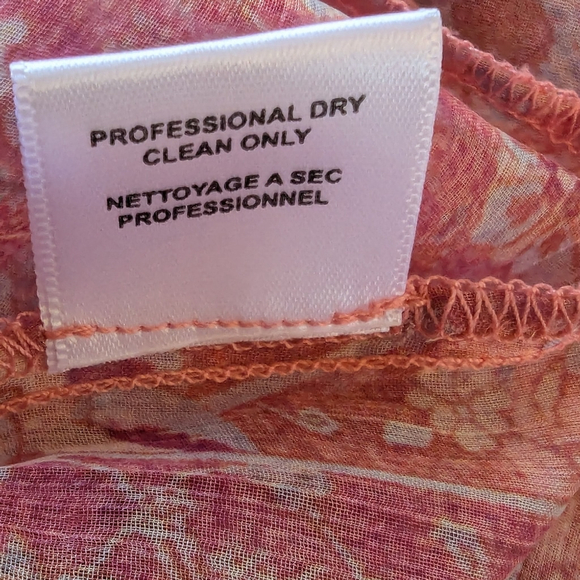 PROFESSIONAL DRY
CLEAN ONLY
NETTOYAGE A SEC
PROFESSIONNEL